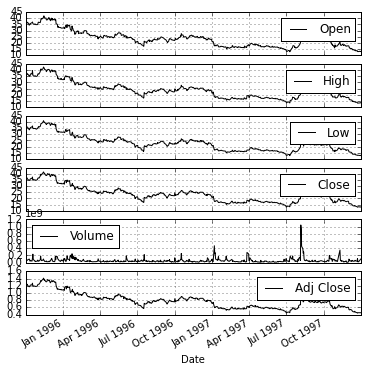 45
40
35
30
25
20
15
10
Open
45
40
35
30
25
20
15
10
High
45
40
35
30
25
20
15
10
Low
45
40
35
30
25
20
15
10
Close
1e9
1.2
1.0
0.8
0.6
0.4
0.2
0.0
Volume
1.6
1.4
1.2
1.0
0.8
0.6
0.4
Adj Close
Jan 1996
Apr 1996
Jul 1996
Oct 1996
Jan 1997
Apr 1997
Jul 1997
Oct 1997
Date